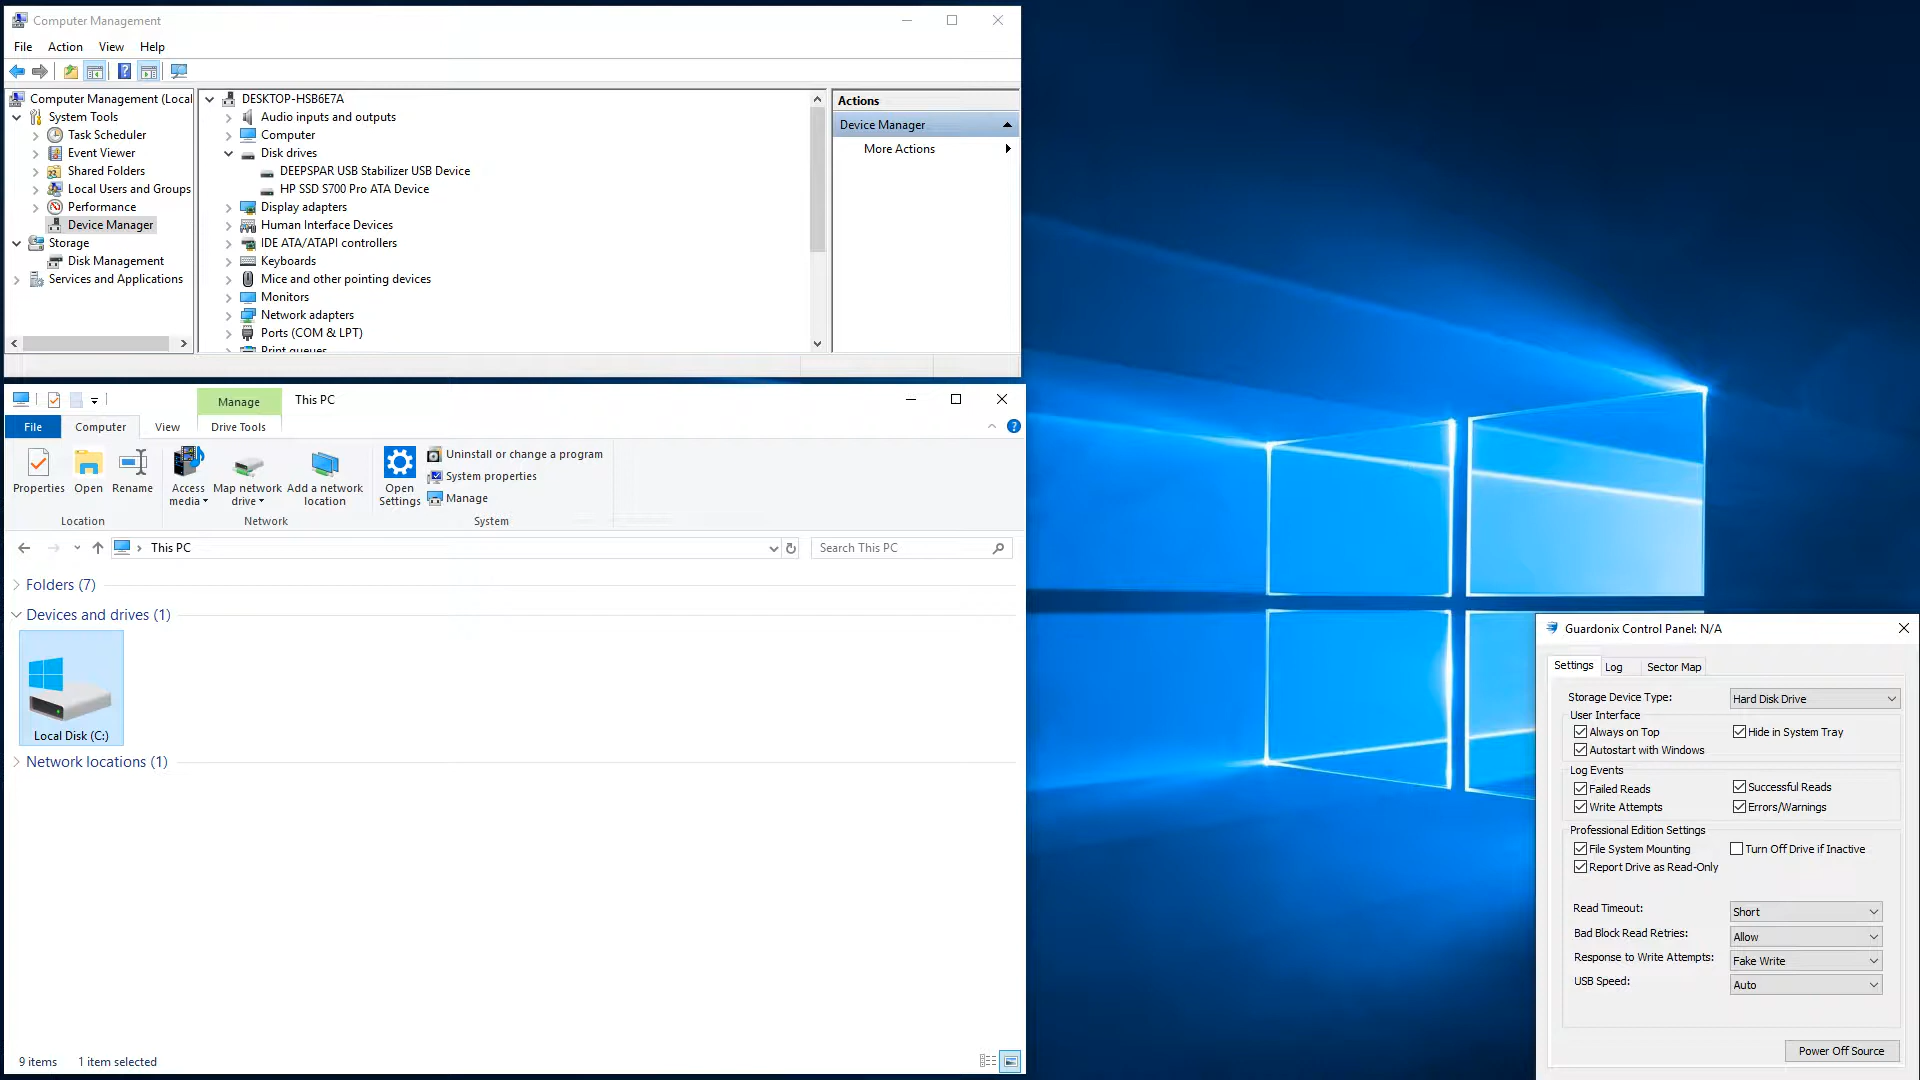 Computer Management
File Action View Help
Computer Management (Local
System Tools
Task Scheduler
Event Viewer
Shared Folders
Local Users and Groups
Performance
Device Manager
Storage
Disk Management
Services and Applications
DESKTOP-HSB6E7A
Audio inputs and outputs
Computer
Disk drives
DEEPSPAR USB Stabilizer USB Device
HP SSD S700 Pro ATA Device
Display adapters
Human Interface Devices
IDE ATA/ATAPI controllers
Keyboards
Mice and other pointing devices
Monitors
Network adapters
Ports (COM & LPT)
Print queues
Actions
Device Manager
More Actions
Manage
This PC
File Computer View Drive Tools
Properties Open Rename
Access media
Map network drive
Add a network location
Open Settings
Uninstall or change a program
System properties
Manage
Location Network System
This PC
Search This PC
Folders (7)
Devices and drives (1)
Local Disk (C:)
Network locations (1)
9 items 1 item selected
Guardonix Control Panel: N/A
Settings Log Sector Map
Storage Device Type: Hard Disk Drive
User Interface
Always on Top Hide in System Tray
Autostart with Windows
Log Events
Failed Reads Successful Reads
Write Attempts Errors/Warnings
Professional Edition Settings
File System Mounting Turn Off Drive if Inactive
Report Drive as Read-Only
Read Timeout: Short
Bad Block Read Retries: Allow
Response to Write Attempts: Fake Write
USB Speed: Auto
Power Off Source